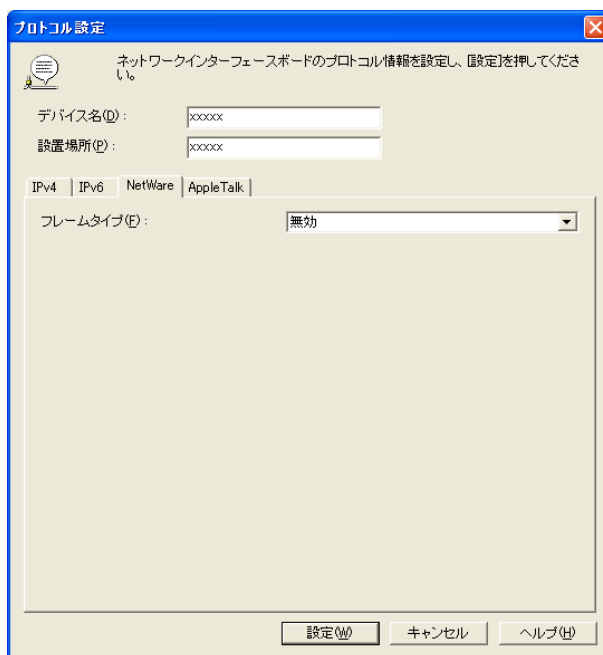 プロトコル設定
ネットワークインターフェースボードのプロトコル情報を設定し、[設定]を押してくださ
い。
デバイス名(D):
xxxxx
設置場所(P):
xxxxx
IPv4 IPv6 NetWare AppleTalk
フレームタイプ(F):
無効
設定(W) キャンセル ヘルプ(H)